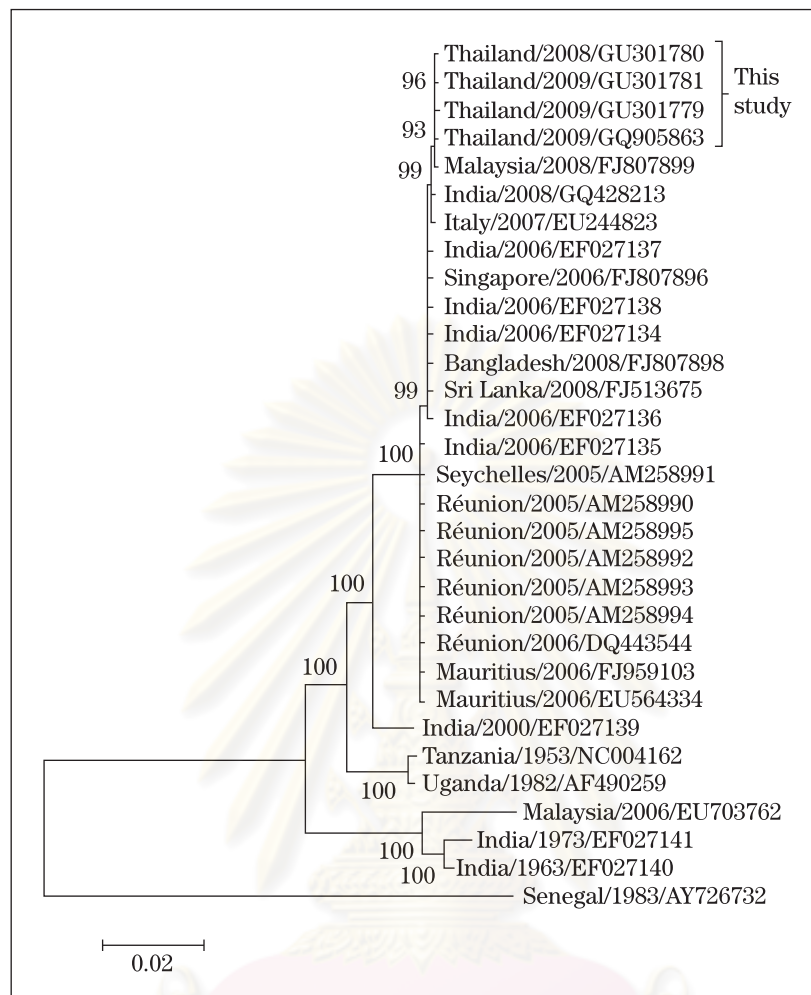 Thailand/2008/GU301780
96
Thailand/2009/GU301781
This
study
Thailand/2009/GU301779
93
Thailand/2009/GQ905863
99
Malaysia/2008/FJ807899
India/2008/GQ428213
Italy/2007/EU244823
India/2006/EF027137
Singapore/2006/FJ807896
India/2006/EF027138
India/2006/EF027134
Bangladesh/2008/FJ807898
99
Sri Lanka/2008/FJ513675
India/2006/EF027136
India/2006/EF027135
100
Seychelles/2005/AM258991
Réunion/2005/AM258990
Réunion/2005/AM258995
Réunion/2005/AM258992
100
Réunion/2005/AM258993
Réunion/2005/AM258994
Réunion/2006/DQ443544
100
Mauritius/2006/FJ959103
Mauritius/2006/EU564334
India/2000/EF027139
Tanzania/1953/NC004162
100
Uganda/1982/AF490259
Malaysia/2006/EU703762
India/1973/EF027141
100
India/1963/EF027140
100
Senegal/1983/AY726732
0.02